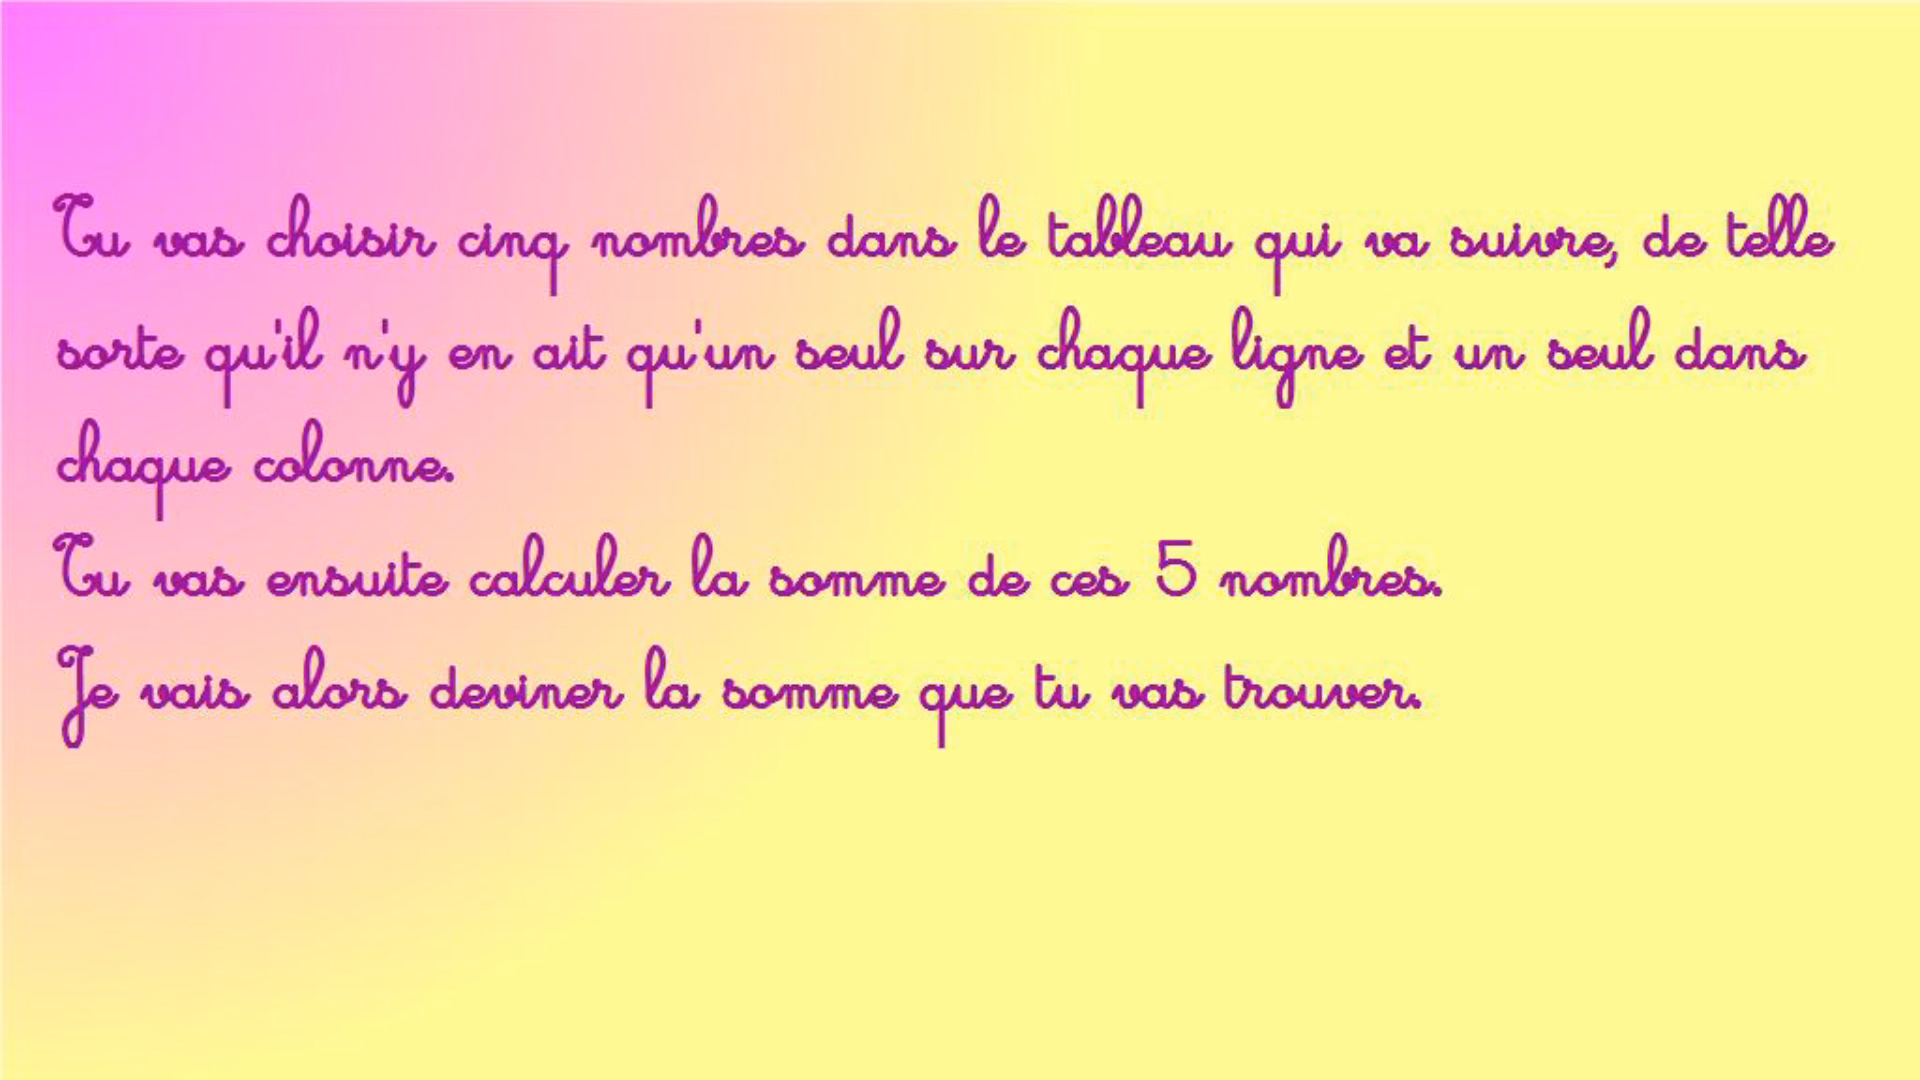 Tu vas choisir cinq nombres dans le tableau qui va suivre, de telle
sorte qu'il n'y en ait qu'un seul sur chaque ligne et un seul dans
chaque colonne.
Tu vas ensuite calculer la somme de ces 5 nombres.
Je vais alors deviner la somme que tu vas trouver.